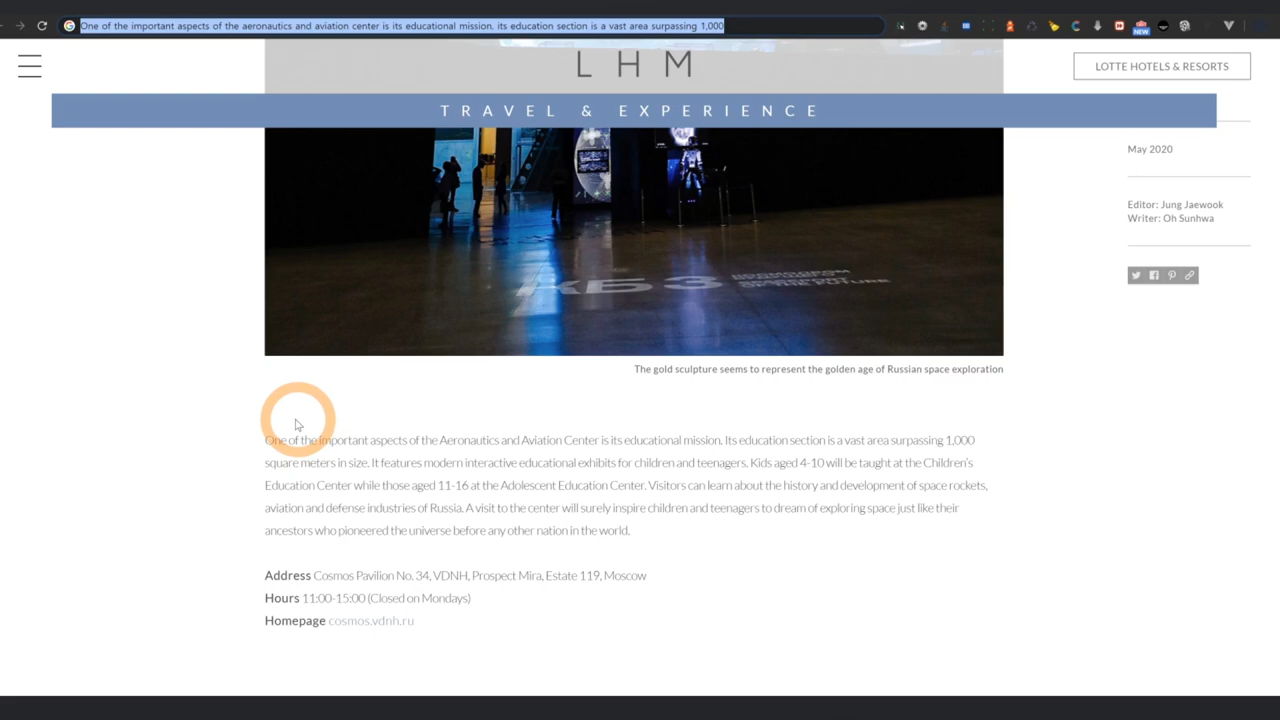 One of the important aspects of the aeronautics and aviation center is its educational mission. its education section is a vast area surpassing 1,000
NEW
L H M
LOTTE HOTELS & RESORTS
TRAVEL & EXPERIENCE
May 2020
Editor: Jung Jaewook
Writer: Oh Sunhwa
The gold sculpture seems to represent the golden age of Russian space exploration
One of the important aspects of the Aeronautics and Aviation Center is its educational mission. Its education section is a vast area surpassing 1,000
square meters in size. It features modern interactive educational exhibits for children and teenagers. Kids aged 4-10 will be taught at the Children's
Education Center while those aged 11-16 at the Adolescent Education Center. Visitors can learn about the history and development of space rockets,
aviation and defense industries of Russia. A visit to the center will surely inspire children and teenagers to dream of exploring space just like their
ancestors who pioneered the universe before any other nation in the world.
Address Cosmos Pavilion No. 34, VDNH, Prospect Mira, Estate 119, Moscow
Hours 11:00-15:00 (Closed on Mondays)
Homepage cosmos.vdnh.ru